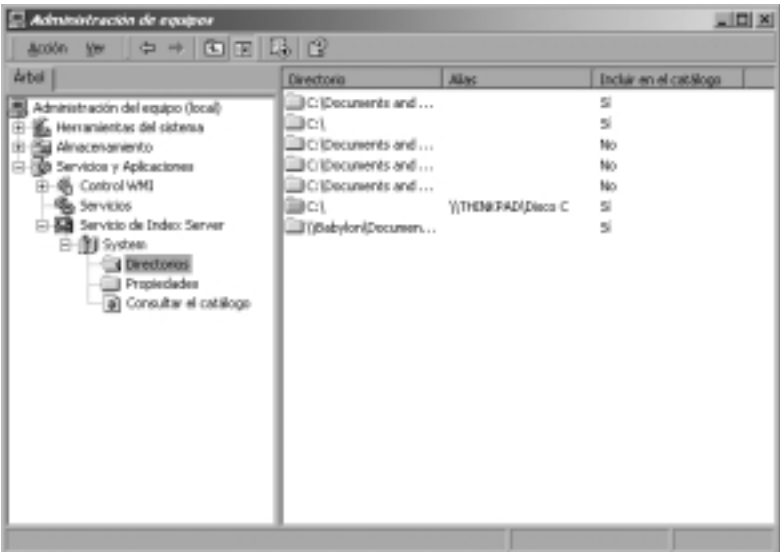 Administración de equipos
Acción Ver
Árbol
Administración del equipo (local)
Herramientas del sistema
Almacenamiento
Servicios y Aplicaciones
Control WMI
Servicios
Servicio de Index Server
System
Directorios
Propiedades
Consultar el catálogo
Directorio Alias Incluir en el catálogo
C:\Documents and ... Sí
C:\ Sí
C:\Documents and ... No
C:\Documents and ... No
C:\Documents and ... No
C:\ \\THINKPAD\Disco C Sí
\\Babylon\Documen... Sí